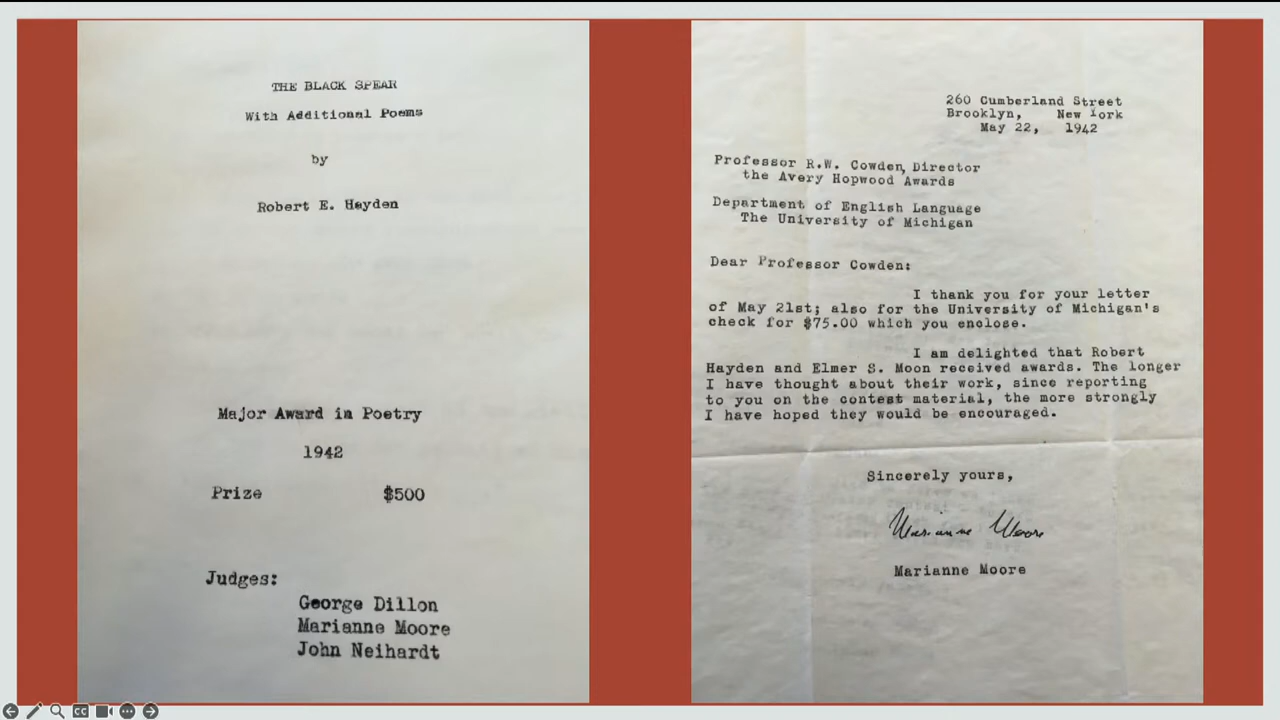 THE BLACK SPEAR
With Additional Poems
by
Robert E. Hayden
Major Award in Poetry
1942
Prize $500
Judges:
George Dillon
Marianne Moore
John Neihardt
260 Cumberland Street
Brooklyn, New York
May 22, 1942
Professor R.W. Cowden, Director
the Avery Hopwood Awards
Department of English Language
The University of Michigan
Dear Professor Cowden:
I thank you for your letter
of May 21st; also for the University of Michigan's
check for $75.00 which you enclose.
I am delighted that Robert
Hayden and Elmer S. Moon received awards. The longer
I have thought about their work, since reporting
to you on the contest material, the more strongly
I have hoped they would be encouraged.
Sincerely yours,
Marianne Moore
Marianne Moore
CC